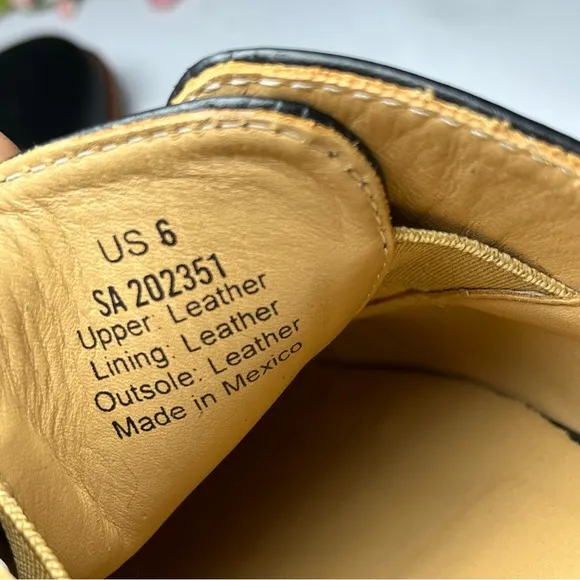 US 6
SA 202351
Upper: Leather
Lining: Leather
Outsole: Leather
Made in Mexico